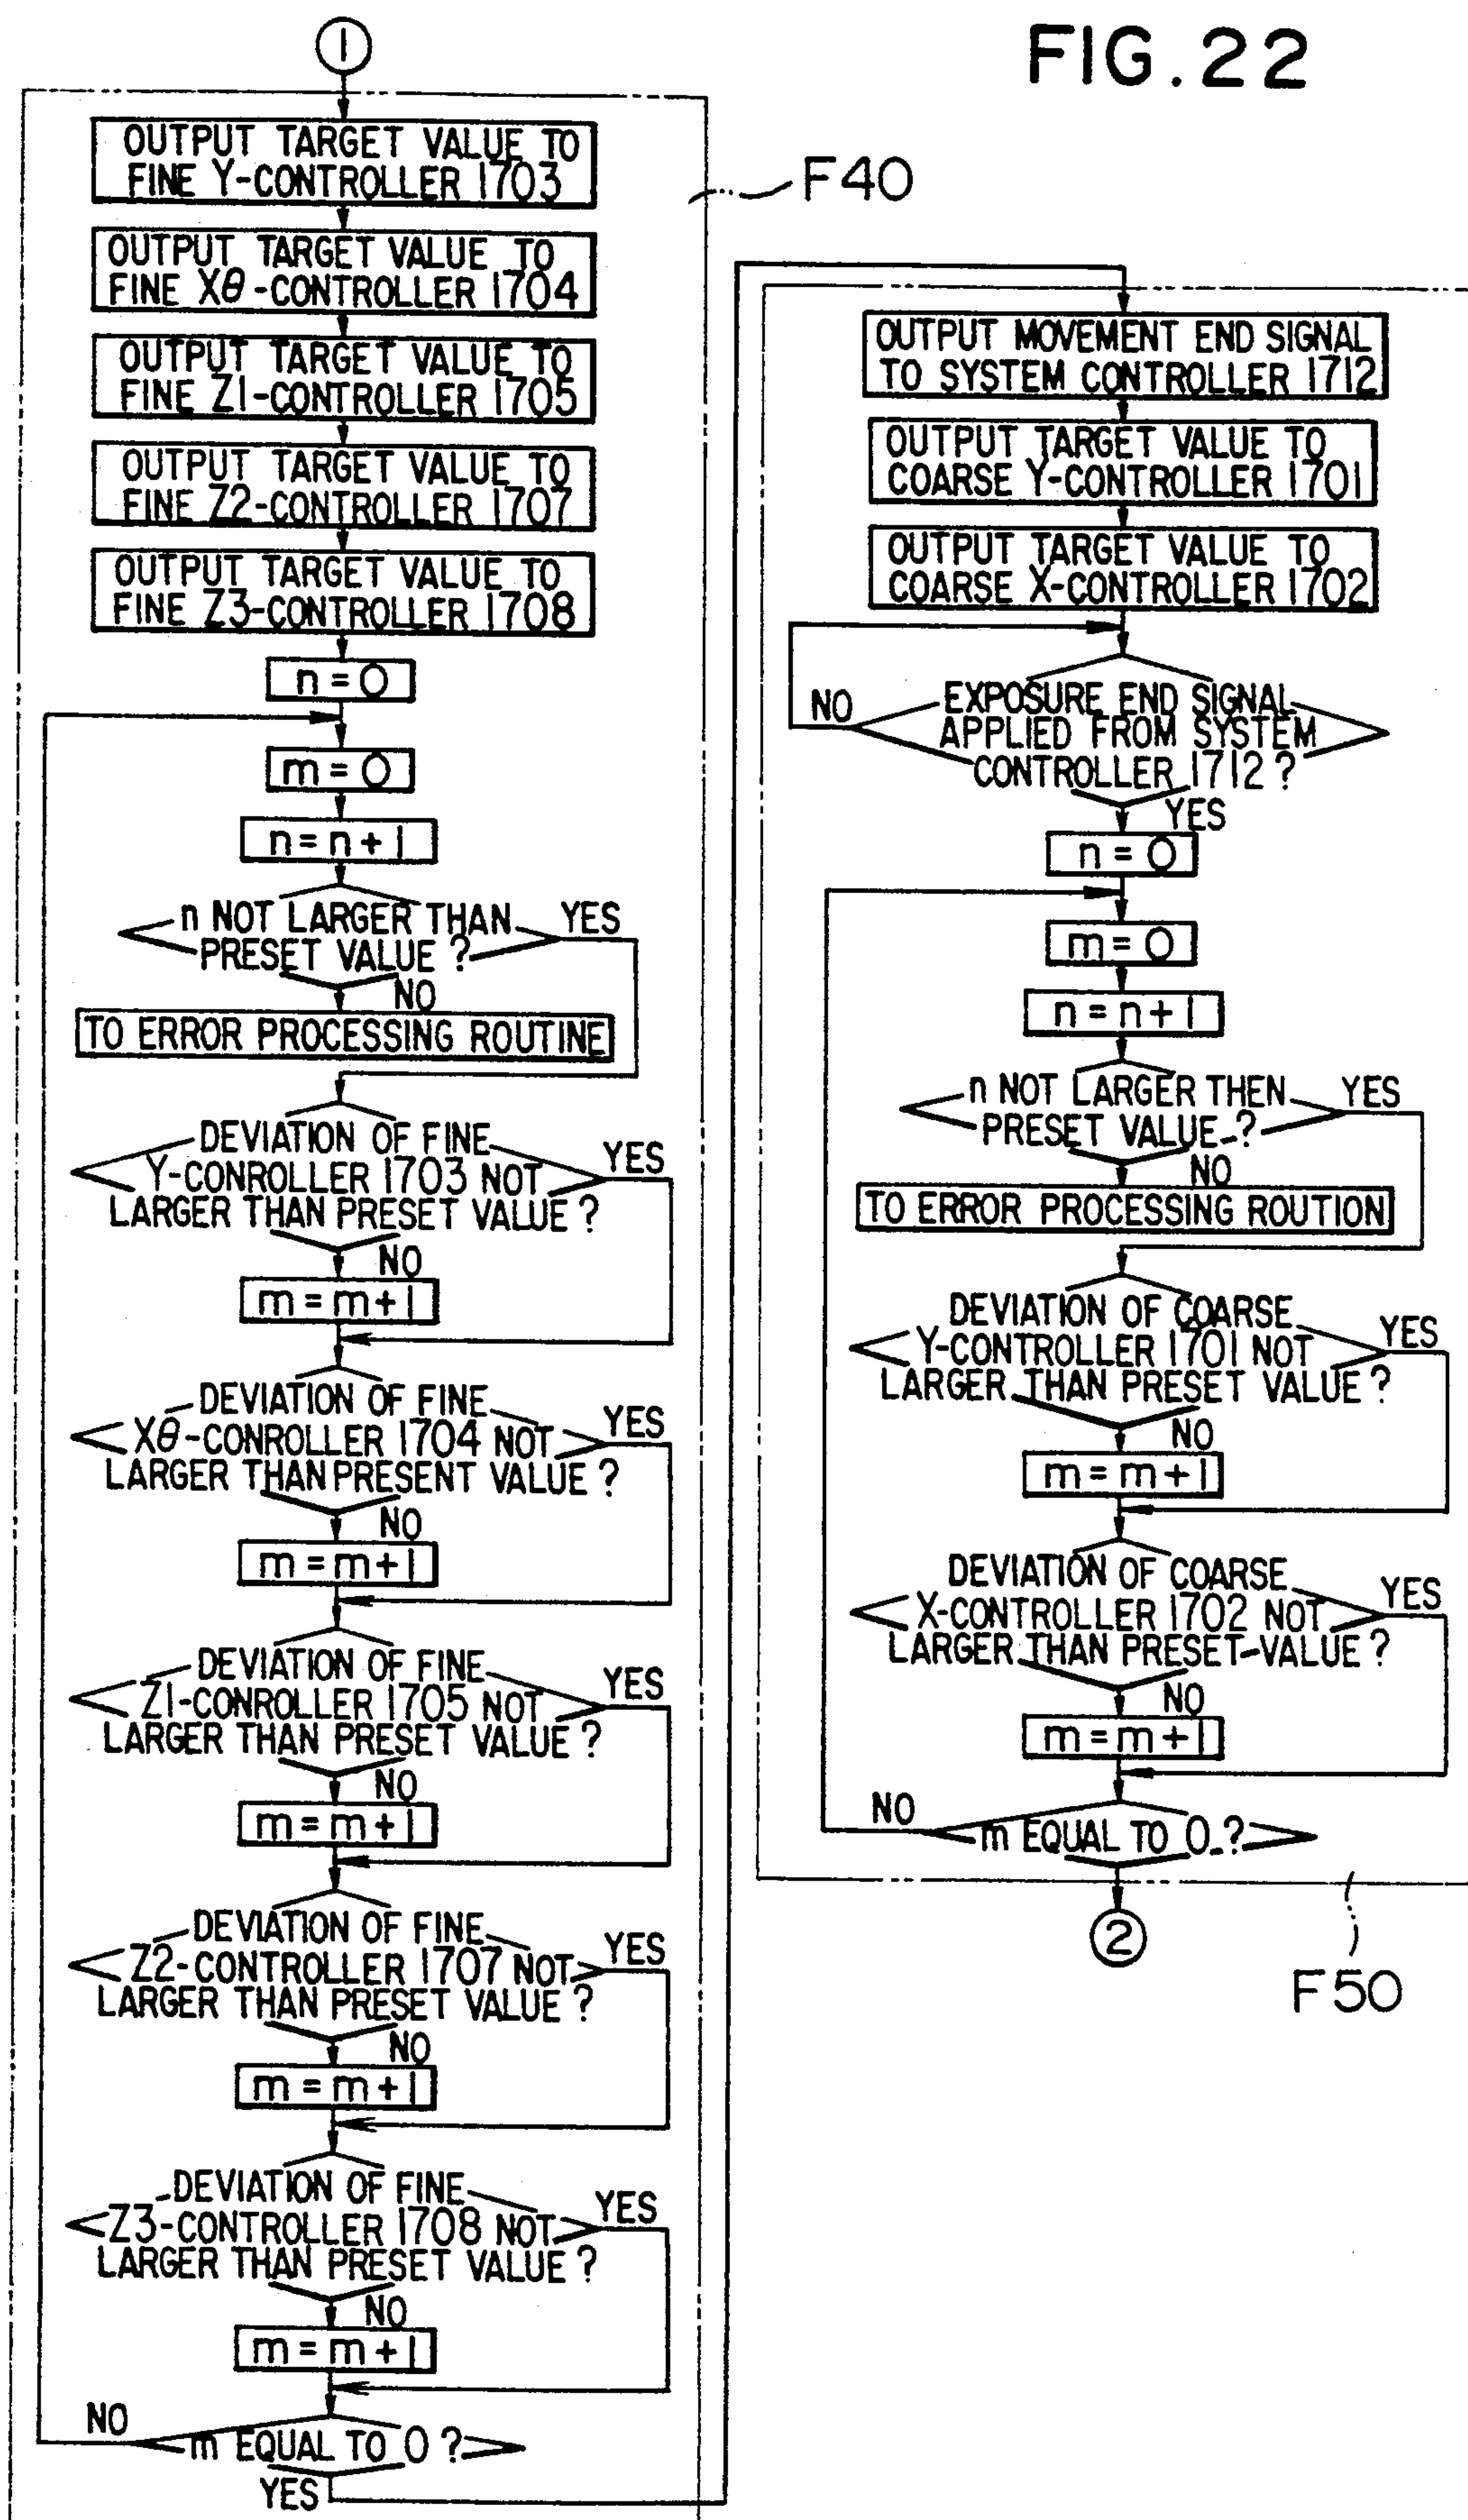 FIG.22
1
F40
OUTPUT TARGET VALUE TO
FINE Y-CONTROLLER 1703
OUTPUT TARGET VALUE TO
FINE Xθ-CONTROLLER 1704
OUTPUT TARGET VALUE TO
FINE Z1-CONTROLLER 1705
OUTPUT TARGET VALUE TO
FINE Z2-CONTROLLER 1707
OUTPUT TARGET VALUE TO
FINE Z3-CONTROLLER 1708
n=0
m=0
n=n+1
n NOT LARGER THAN
PRESET VALUE ?
YES
NO
TO ERROR PROCESSING ROUTINE
DEVIATION OF FINE
Y-CONROLLER 1703 NOT
LARGER THAN PRESET VALUE ?
YES
NO
m=m+1
DEVIATION OF FINE
Xθ-CONROLLER 1704 NOT
LARGER THAN PRESENT VALUE ?
YES
NO
m=m+1
DEVIATION OF FINE
Z1-CONROLLER 1705 NOT
LARGER THAN PRESET VALUE ?
YES
NO
m=m+1
DEVIATION OF FINE
Z2-CONTROLLER 1707 NOT
LARGER THAN PRESET VALUE ?
YES
NO
m=m+1
DEVIATION OF FINE
Z3-CONTROLLER 1708 NOT
LARGER THAN PRESET VALUE ?
YES
NO
m=m+1
NO
m EQUAL TO 0 ?
YES
OUTPUT MOVEMENT END SIGNAL
TO SYSTEM CONTROLLER 1712
OUTPUT TARGET VALUE TO
COARSE Y-CONTROLLER 1701
OUTPUT TARGET VALUE TO
COARSE X-CONTROLLER 1702
NO
EXPOSURE END SIGNAL
APPLIED FROM SYSTEM
CONTROLLER 1712 ?
YES
n=0
m=0
n=n+1
n NOT LARGER THEN
PRESET VALUE ?
YES
NO
TO ERROR PROCESSING ROUTION
DEVIATION OF COARSE
Y-CONTROLLER 1701 NOT
LARGER THAN PRESET VALUE ?
YES
NO
m=m+1
DEVIATION OF COARSE
X-CONTROLLER 1702 NOT
LARGER THAN PRESET-VALUE ?
YES
NO
m=m+1
NO
m EQUAL TO 0 ?
2
F50